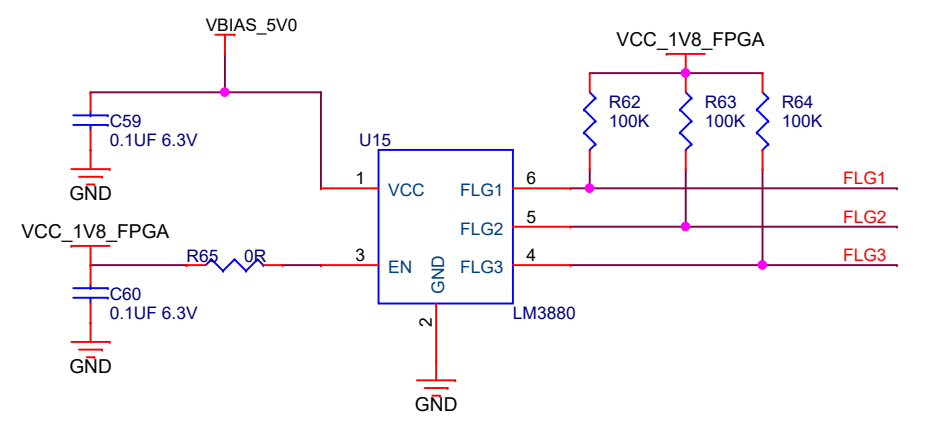 VBIAS_5V0
VCC_1V8_FPGA
C59
0.1UF 6.3V
GND
R62
100K
R63
100K
R64
100K
U15
1
VCC
FLG1
6
FLG1
FLG2
5
FLG2
VCC_1V8_FPGA
R65
0R
3
EN
GND
FLG3
4
FLG3
C60
0.1UF 6.3V
GND
2
LM3880
GND